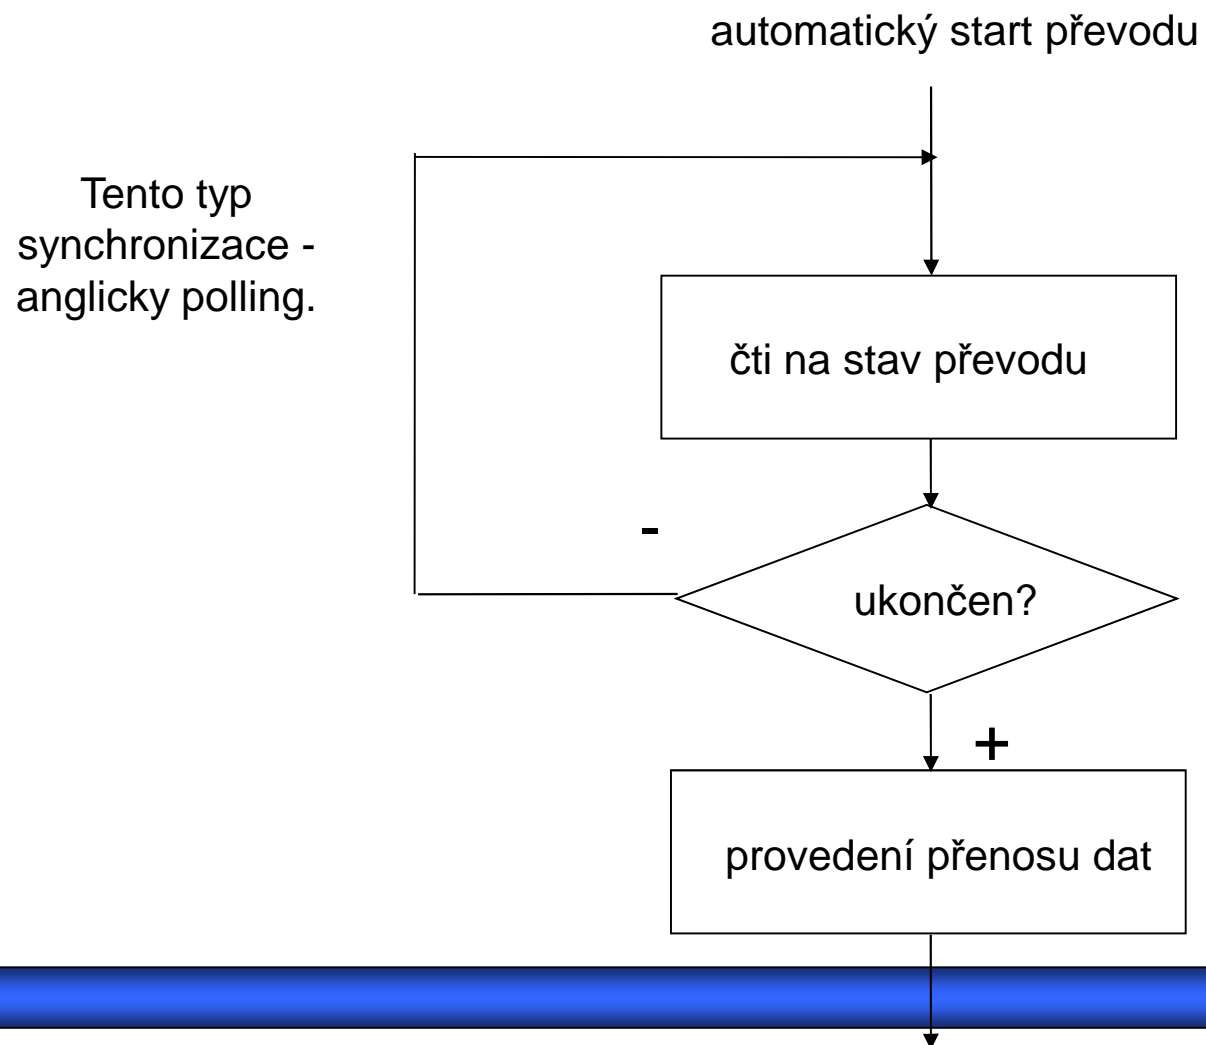 automatický start převodu
Tento typ
synchronizace -
anglicky polling.
čti na stav převodu
-
ukončen?
+
provedení přenosu dat